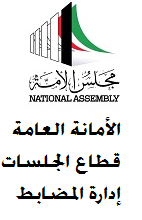 مجلس الأمة
NATIONAL ASSEMBLY
الأمانة العامة
قطاع الجلسات
إدارة المضابط